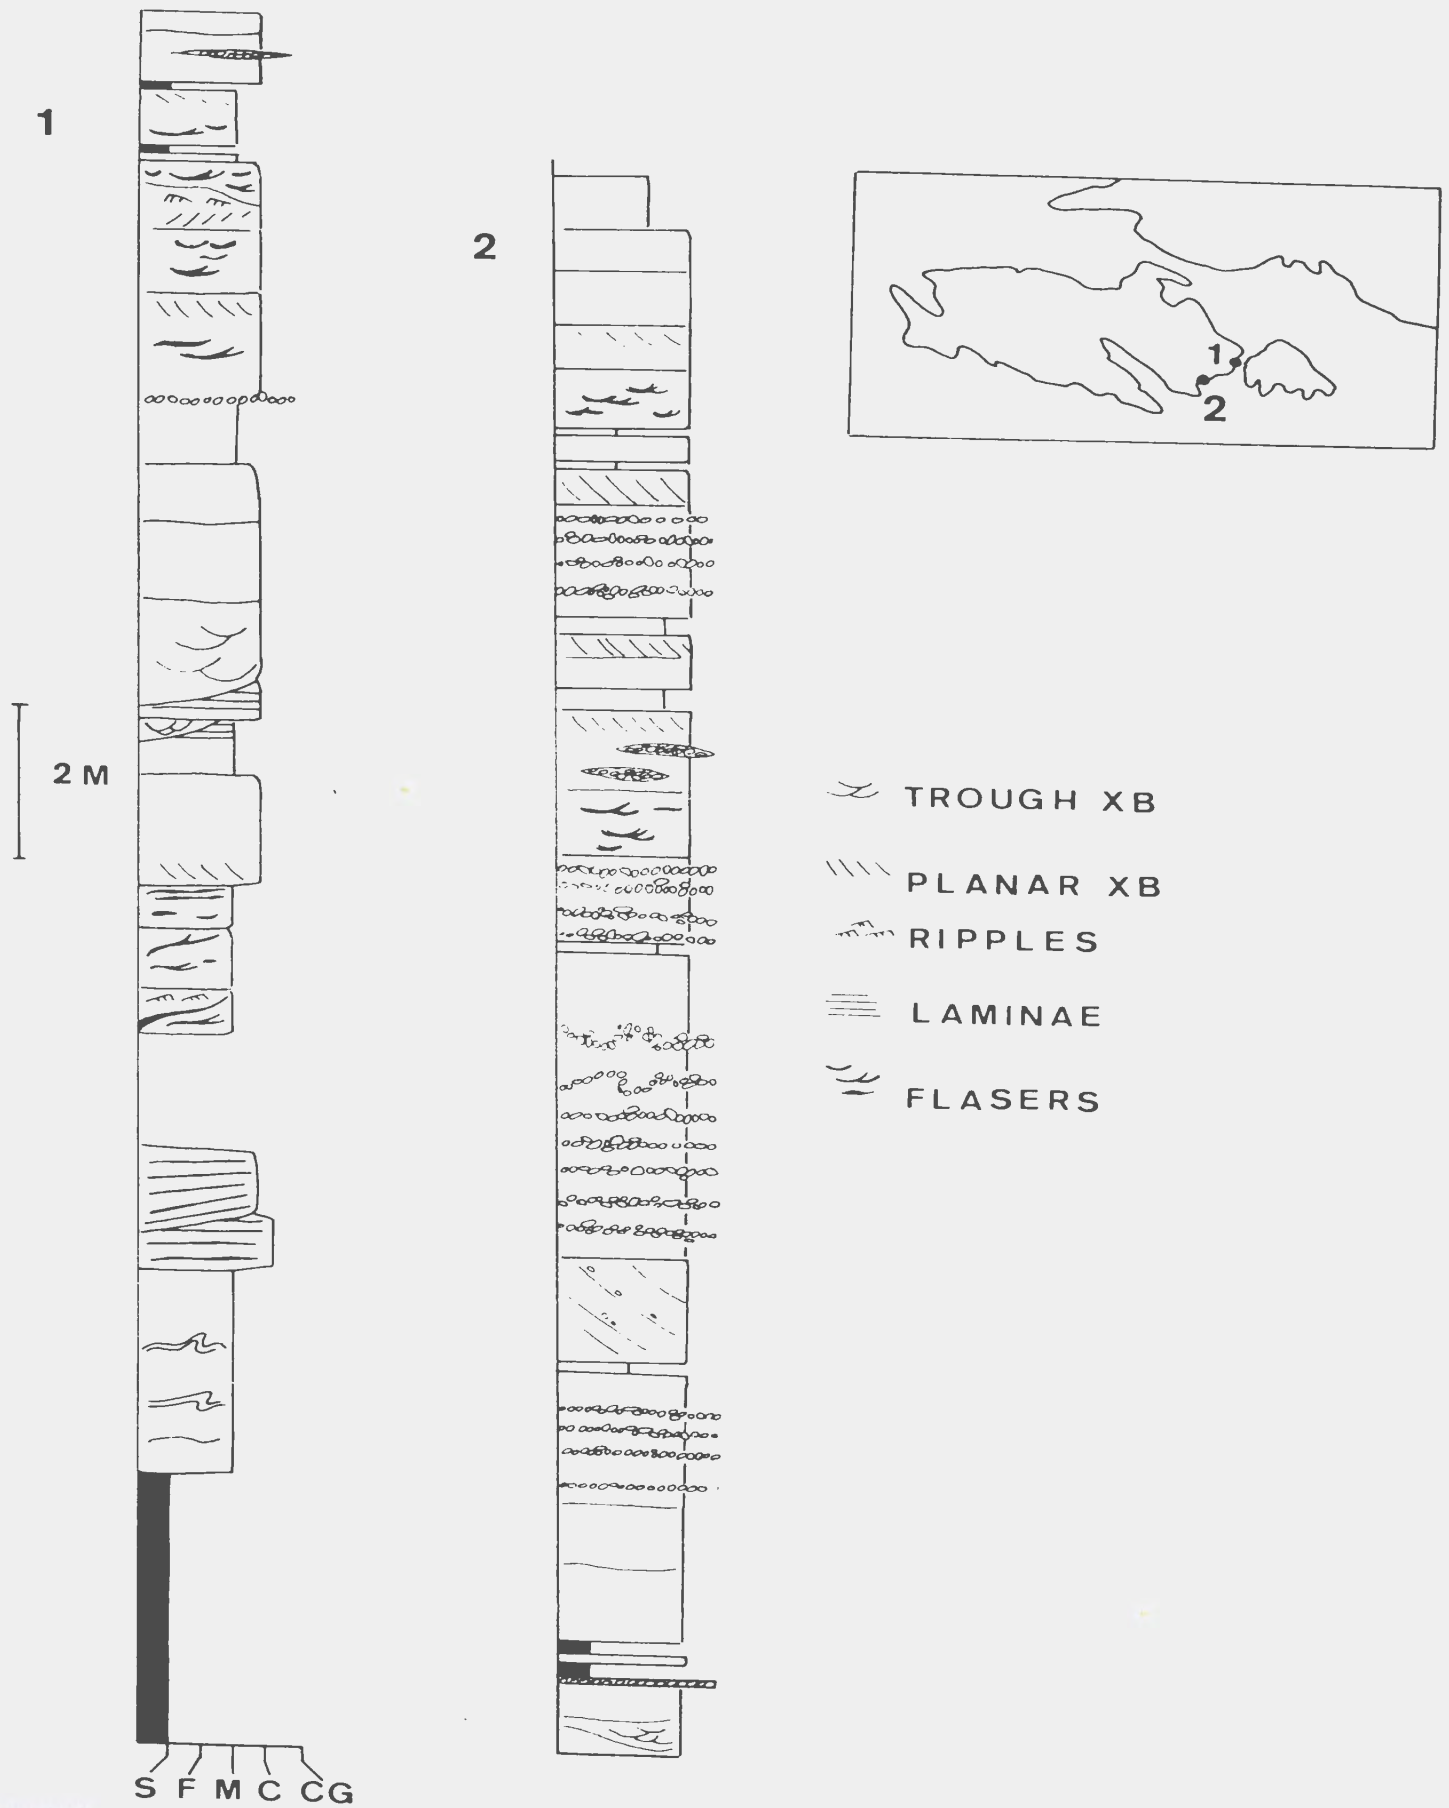 1
2
1
2
2 M
TROUGH XB
PLANAR XB
RIPPLES
LAMINAE
FLASERS
S F M C CG